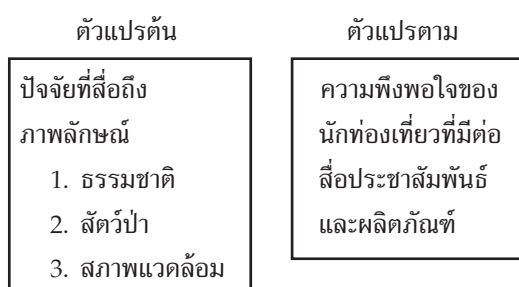 ตัวแปรต้น
ปัจจัยที่สื่อถึง
ภาพลักษณ์
1. ธรรมชาติ
2. สัตว์ป่า
3. สภาพแวดล้อม
ตัวแปรตาม
ความพึงพอใจของ
นักท่องเที่ยวที่มีต่อ
สื่อประชาสัมพันธ์
และผลิตภัณฑ์